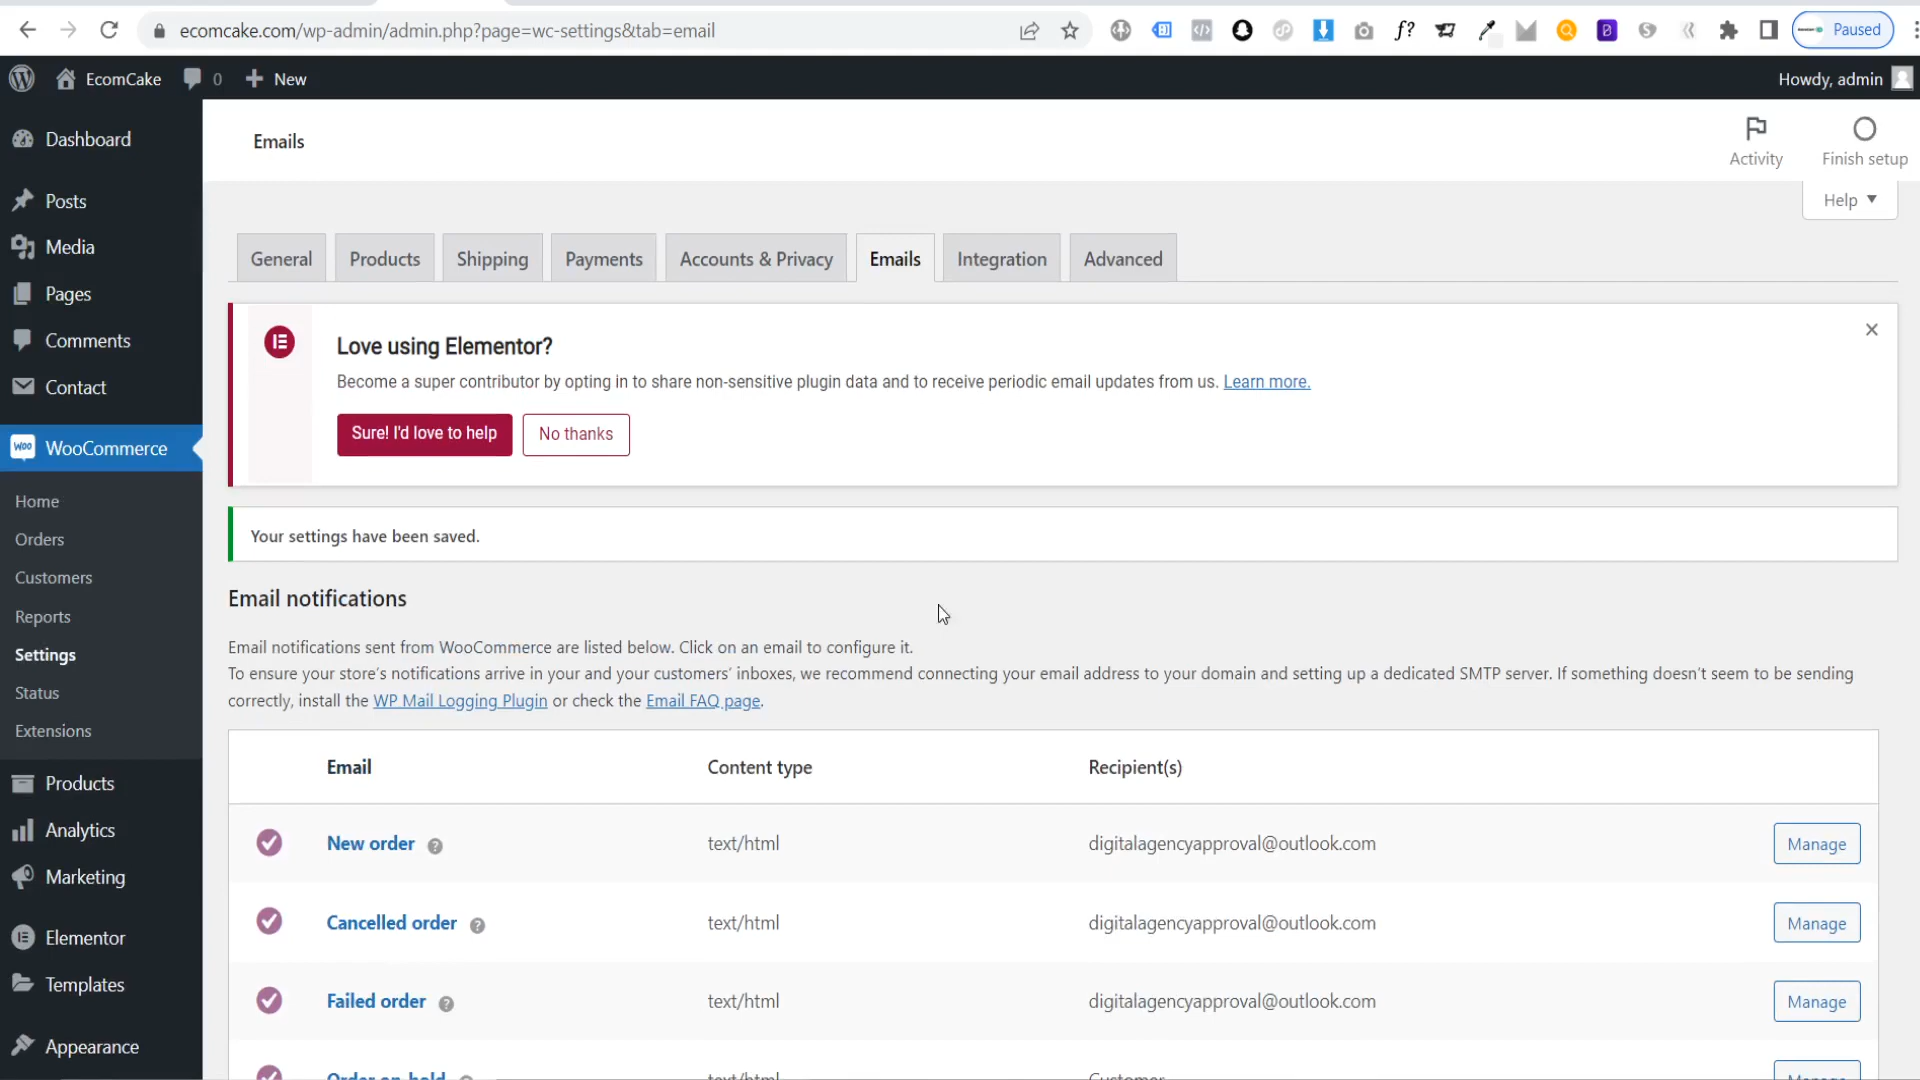 ecomcake.com/wp-admin/admin.php?page=wc-settings&tab=email
f?
Paused
EcomCake
0
New
Howdy, admin
Dashboard
Posts
Media
Pages
Comments
Contact
WOO
WooCommerce
Home
Orders
Customers
Reports
Settings
Status
Extensions
Products
Analytics
Marketing
Elementor
Templates
Appearance
Emails
Activity
Finish setup
Help
General
Products
Shipping
Payments
Accounts & Privacy
Emails
Integration
Advanced
Love using Elementor?
Become a super contributor by opting in to share non-sensitive plugin data and to receive periodic email updates from us. Learn more.
Sure! I'd love to help
No thanks
Your settings have been saved.
Email notifications
Email notifications sent from WooCommerce are listed below. Click on an email to configure it.
To ensure your store's notifications arrive in your and your customers' inboxes, we recommend connecting your email address to your domain and setting up a dedicated SMTP server. If something doesn't seem to be sending
correctly, install the WP Mail Logging Plugin or check the Email FAQ page.
Email Content type Recipient(s)
New order text/html digitalagencyapproval@outlook.com Manage
Cancelled order text/html digitalagencyapproval@outlook.com Manage
Failed order text/html digitalagencyapproval@outlook.com Manage
Order on-hold text/html Customer Manage